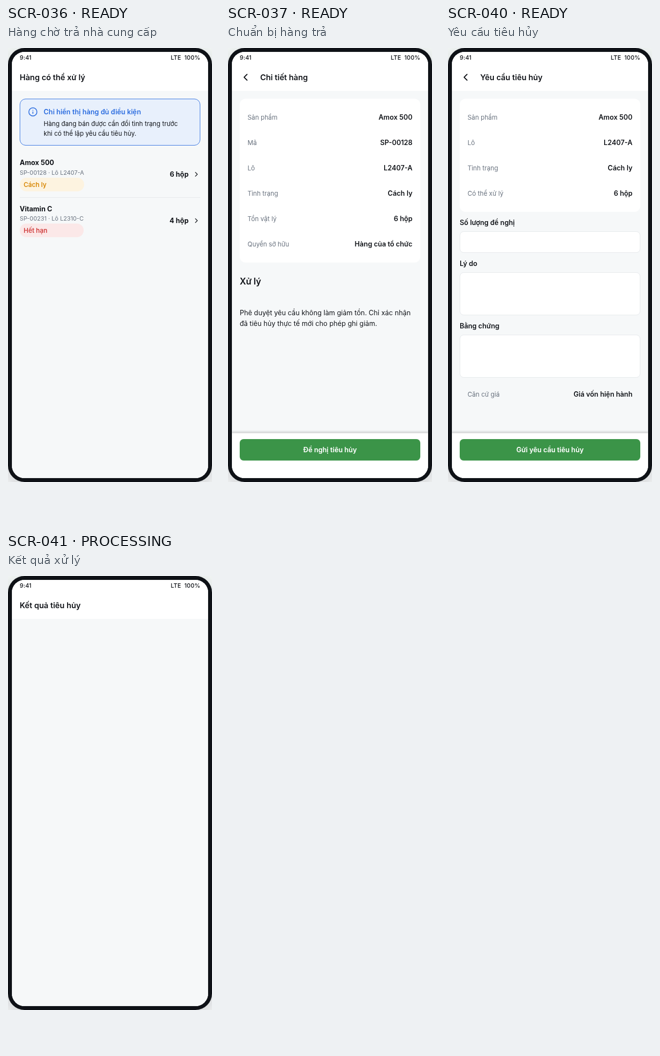 SCR-036 · READY
Hàng chờ trả nhà cung cấp
9:41 LTE 100%
Hàng có thể xử lý
Chỉ hiển thị hàng đủ điều kiện
Hàng đang bán được cần đổi tình trạng trước
khi có thể lập yêu cầu tiêu hủy.
Amox 500
SP-00128 · Lô L2407-A
6 hộp
Cách ly
Vitamin C
SP-00231 · Lô L2310-C
4 hộp
Hết hạn
SCR-037 · READY
Chuẩn bị hàng trả
9:41 LTE 100%
Chi tiết hàng
Sản phẩm Amox 500
Mã SP-00128
Lô L2407-A
Tình trạng Cách ly
Tồn vật lý 6 hộp
Quyền sở hữu Hàng của tổ chức
Xử lý
Phê duyệt yêu cầu không làm giảm tồn. Chỉ xác nhận
đã tiêu hủy thực tế mới cho phép ghi giảm.
Đề nghị tiêu hủy
SCR-040 · READY
Yêu cầu tiêu hủy
9:41 LTE 100%
Yêu cầu tiêu hủy
Sản phẩm Amox 500
Lô L2407-A
Tình trạng Cách ly
Có thể xử lý 6 hộp
Số lượng đề nghị
Lý do
Bằng chứng
Căn cứ giá Giá vốn hiện hành
Gửi yêu cầu tiêu hủy
SCR-041 · PROCESSING
Kết quả xử lý
9:41 LTE 100%
Kết quả tiêu hủy